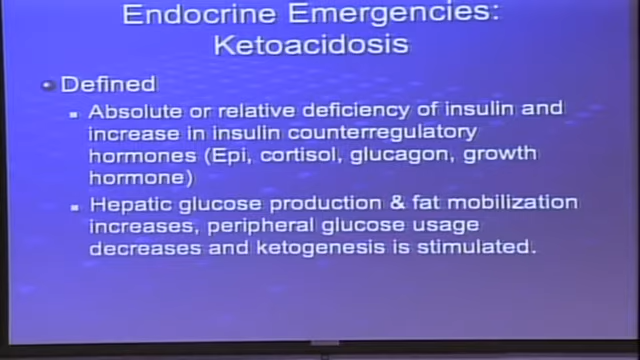 Endocrine Emergencies:
Ketoacidosis
Defined
Absolute or relative deficiency of insulin and
increase in insulin counterregulatory
hormones (Epi, cortisol, glucagon, growth
hormone)
Hepatic glucose production & fat mobilization
increases, peripheral glucose usage
decreases and ketogenesis is stimulated.